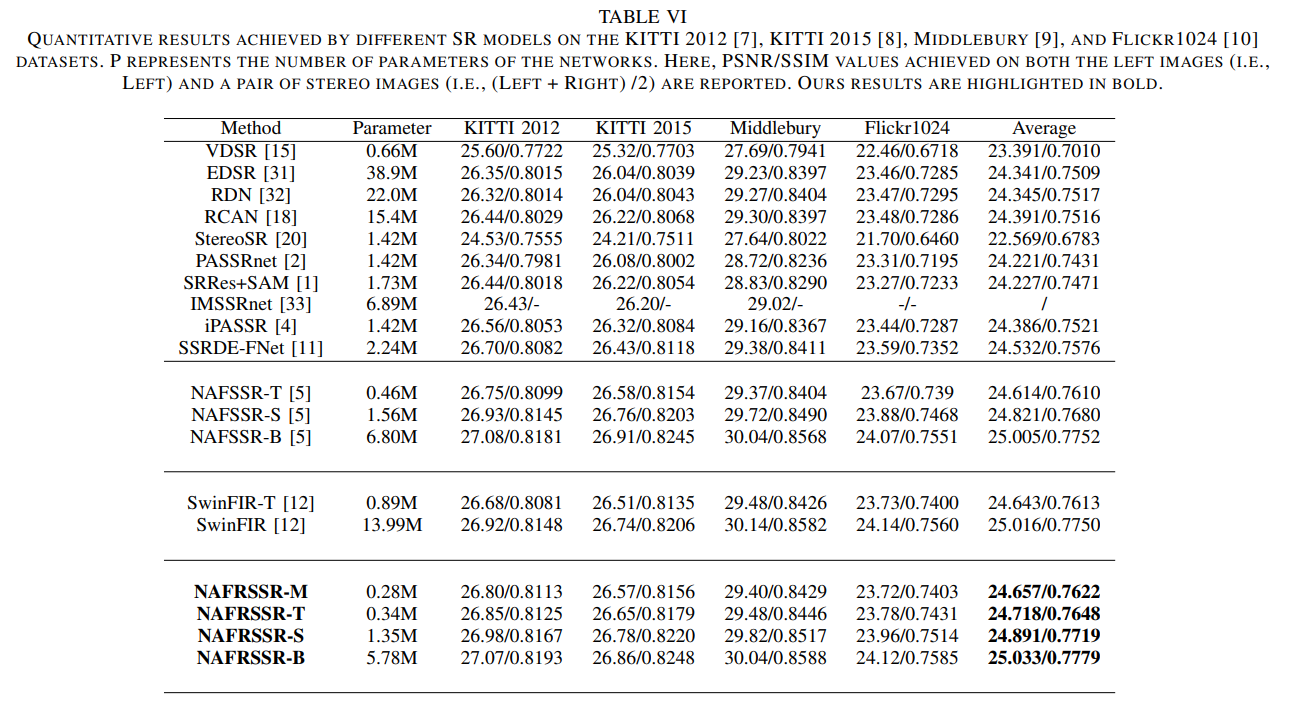 TABLE VI
QUANTITATIVE RESULTS ACHIEVED BY DIFFERENT SR MODELS ON THE KITTI 2012 [7], KITTI 2015 [8], MIDDLEBURY [9], AND FLICKR1024 [10]
DATASETS. P REPRESENTS THE NUMBER OF PARAMETERS OF THE NETWORKS. HERE, PSNR/SSIM VALUES ACHIEVED ON BOTH THE LEFT IMAGES (I.E.,
LEFT) AND A PAIR OF STEREO IMAGES (I.E., (LEFT + RIGHT) /2) ARE REPORTED. OURS RESULTS ARE HIGHLIGHTED IN BOLD.
Method Parameter KITTI 2012 KITTI 2015 Middlebury Flickr1024 Average
VDSR [15] 0.66M 25.60/0.7722 25.32/0.7703 27.69/0.7941 22.46/0.6718 23.391/0.7010
EDSR [31] 38.9M 26.35/0.8015 26.04/0.8039 29.23/0.8397 23.46/0.7285 24.341/0.7509
RDN [32] 22.0M 26.32/0.8014 26.04/0.8043 29.27/0.8404 23.47/0.7295 24.345/0.7517
RCAN [18] 15.4M 26.44/0.8029 26.22/0.8068 29.30/0.8397 23.48/0.7286 24.391/0.7516
StereoSR [20] 1.42M 24.53/0.7555 24.21/0.7511 27.64/0.8022 21.70/0.6460 22.569/0.6783
PASSRnet [2] 1.42M 26.34/0.7981 26.08/0.8002 28.72/0.8236 23.31/0.7195 24.221/0.7431
SRRes+SAM [1] 1.73M 26.44/0.8018 26.22/0.8054 28.83/0.8290 23.27/0.7233 24.227/0.7471
IMSSRnet [33] 6.89M 26.43/- 26.20/- 29.02/- -/- /
iPASSR [4] 1.42M 26.56/0.8053 26.32/0.8084 29.16/0.8367 23.44/0.7287 24.386/0.7521
SSRDE-FNet [11] 2.24M 26.70/0.8082 26.43/0.8118 29.38/0.8411 23.59/0.7352 24.532/0.7576
NAFSSR-T [5] 0.46M 26.75/0.8099 26.58/0.8154 29.37/0.8404 23.67/0.739 24.614/0.7610
NAFSSR-S [5] 1.56M 26.93/0.8145 26.76/0.8203 29.72/0.8490 23.88/0.7468 24.821/0.7680
NAFSSR-B [5] 6.80M 27.08/0.8181 26.91/0.8245 30.04/0.8568 24.07/0.7551 25.005/0.7752
SwinFIR-T [12] 0.89M 26.68/0.8081 26.51/0.8135 29.48/0.8426 23.73/0.7400 24.643/0.7613
SwinFIR [12] 13.99M 26.92/0.8148 26.74/0.8206 30.14/0.8582 24.14/0.7560 25.016/0.7750
NAFRSSR-M 0.28M 26.80/0.8113 26.57/0.8156 29.40/0.8429 23.72/0.7403 24.657/0.7622
NAFRSSR-T 0.34M 26.85/0.8125 26.65/0.8179 29.48/0.8446 23.78/0.7431 24.718/0.7648
NAFRSSR-S 1.35M 26.98/0.8167 26.78/0.8220 29.82/0.8517 23.96/0.7514 24.891/0.7719
NAFRSSR-B 5.78M 27.07/0.8193 26.86/0.8248 30.04/0.8588 24.12/0.7585 25.033/0.7779